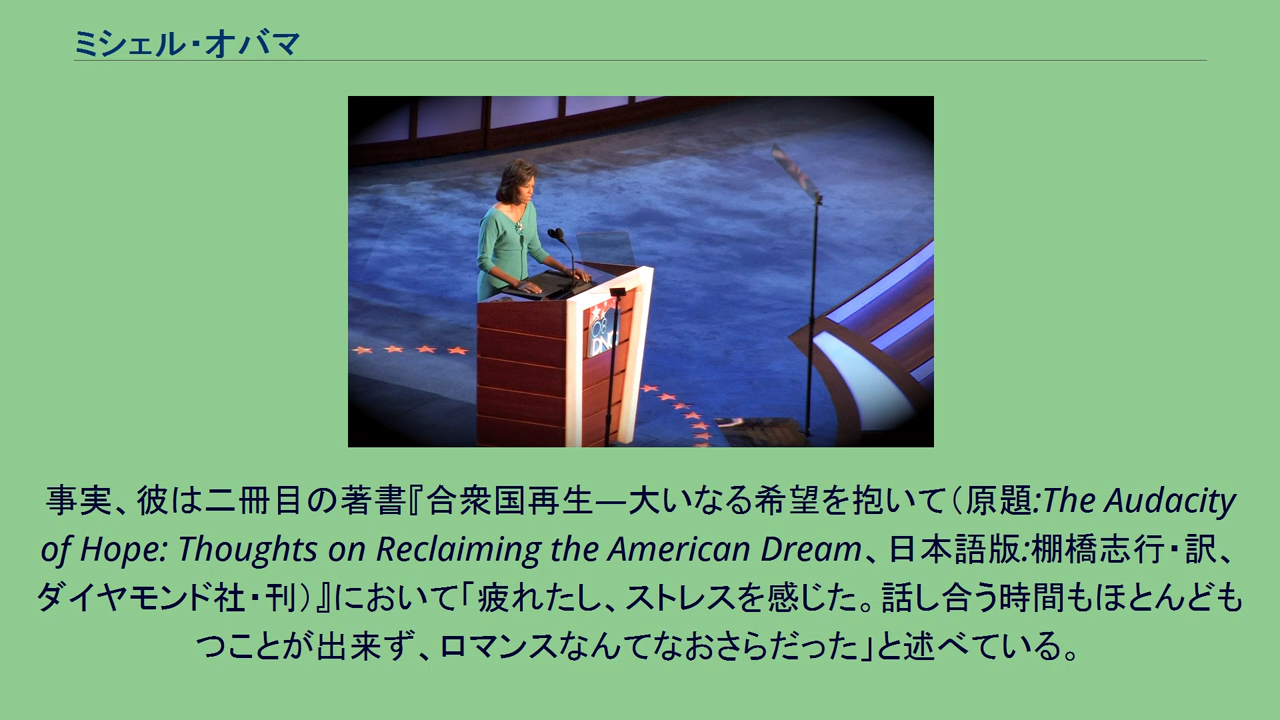 ミシェル・オバマ
08
DNC
事実、彼は二冊目の著書『合衆国再生―大いなる希望を抱いて（原題:The Audacity
of Hope: Thoughts on Reclaiming the American Dream、日本語版:棚橋志行・訳、
ダイヤモンド社・刊）』において「疲れたし、ストレスを感じた。話し合う時間もほとんども
つことが出来ず、ロマンスなんてなおさらだった」と述べている。